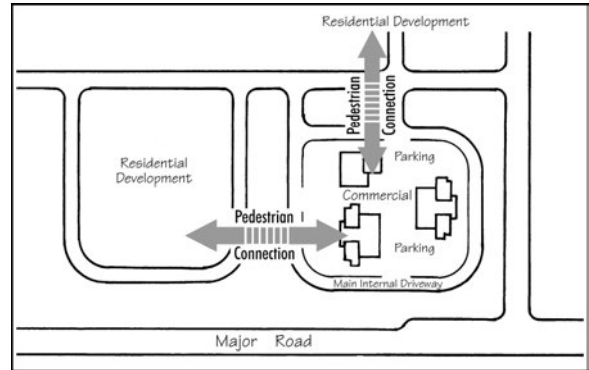 Residential Development
Pedestrian
Connection
Parking
Residential
Development
Commercial
Pedestrian
Connection
Parking
Main Internal Driveway
Major Road